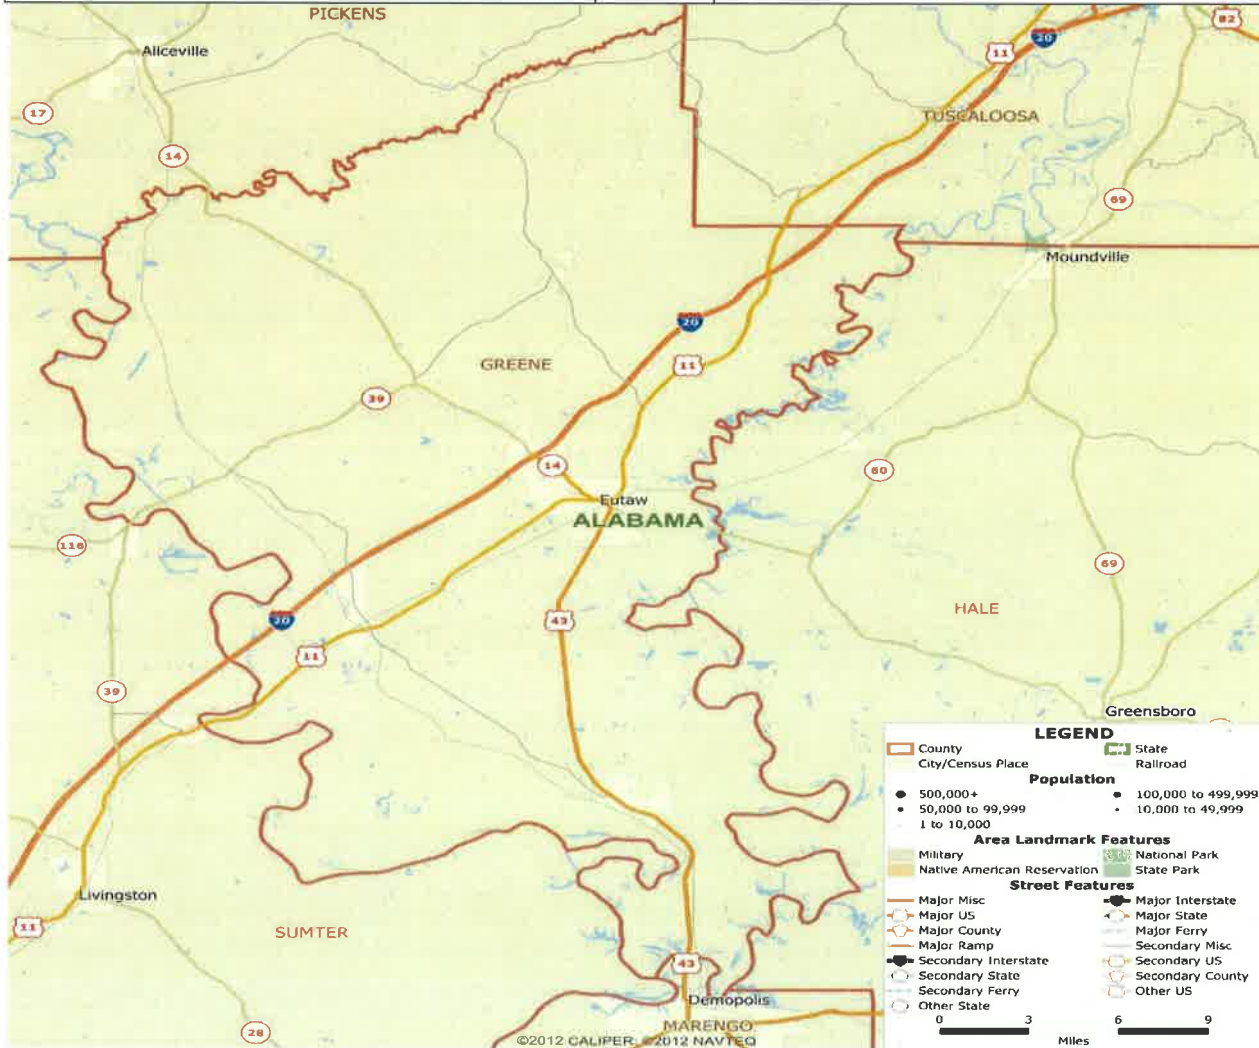 PICKENS
82
20
11
Aliceville
17
TUSCALOOSA
14
69
Moundville
20
GREENE
11
39
14
60
Eutaw
ALABAMA
116
69
43
HALE
20
11
39
Greensboro
LEGEND
County State
City/Census Place Railroad
Population
500,000+ 100,000 to 499,999
50,000 to 99,999 10,000 to 49,999
1 to 10,000
Area Landmark Features
Military National Park
Native American Reservation State Park
Street Features
Major Misc Major Interstate
Major US Major State
Major County Major Ferry
Major Ramp Secondary Misc
Secondary Interstate Secondary US
Secondary State Secondary County
Secondary Ferry Other US
Other State
0 3 6 9
Miles
Livingston
11
SUMTER
43
Demopolis
28
MARENGO
©2012 CALIPER; ©2012 NAVTEQ